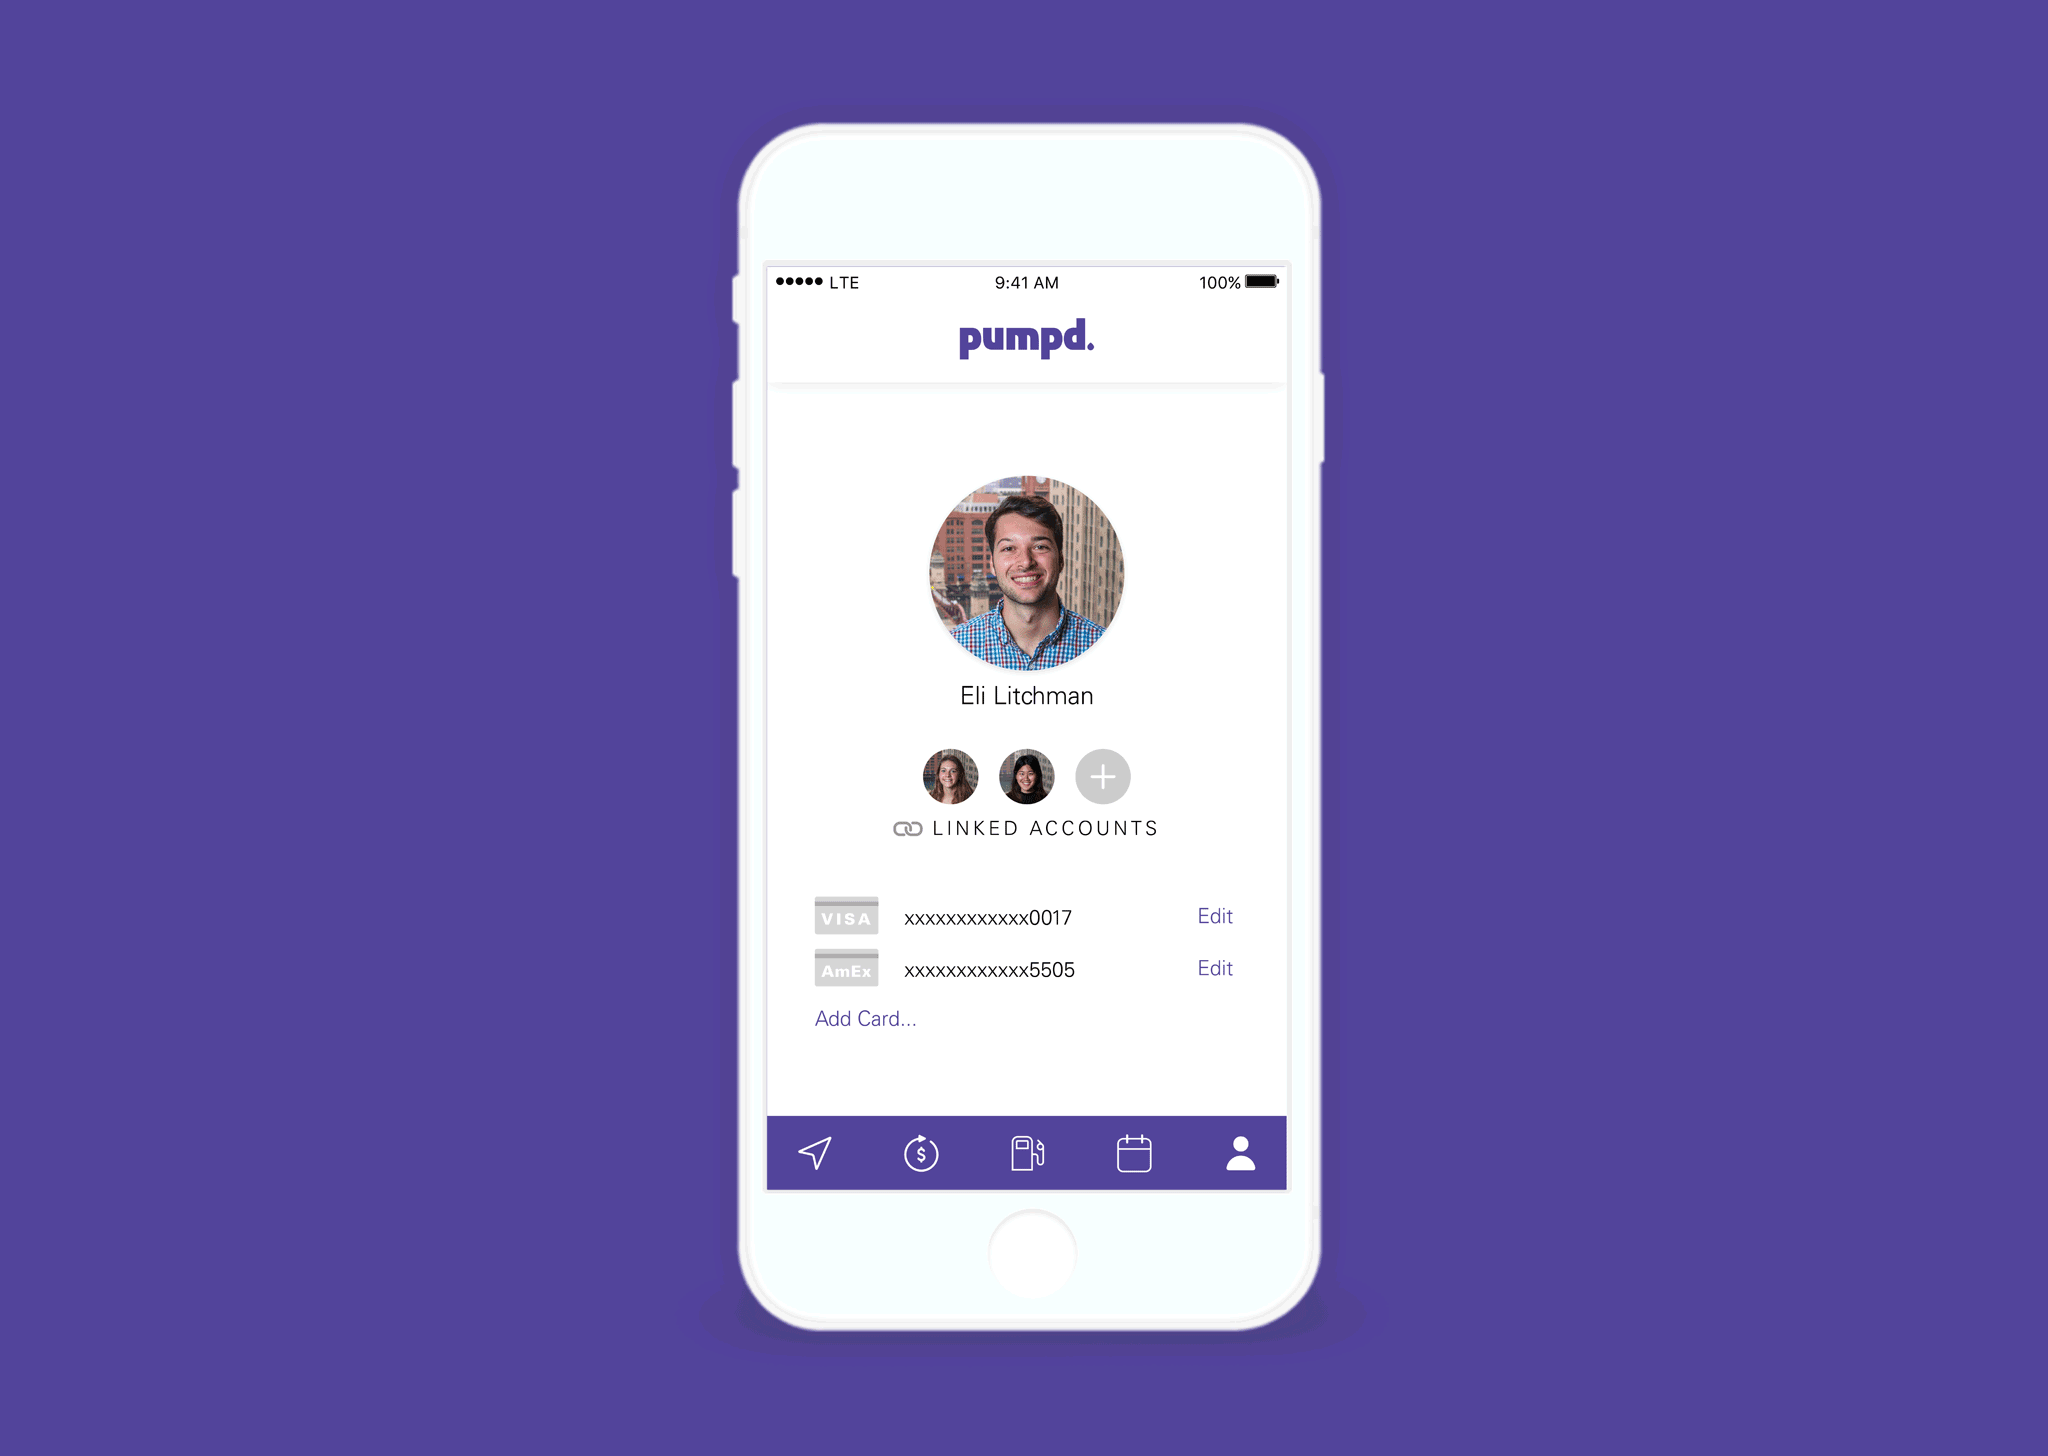 ●●●●● LTE 9:41 AM 100%
pumpd.
Eli Litchman
LINKED ACCOUNTS
VISA xxxxxxxxxxxx0017 Edit
AmEx xxxxxxxxxxxx5505 Edit
Add Card...
$